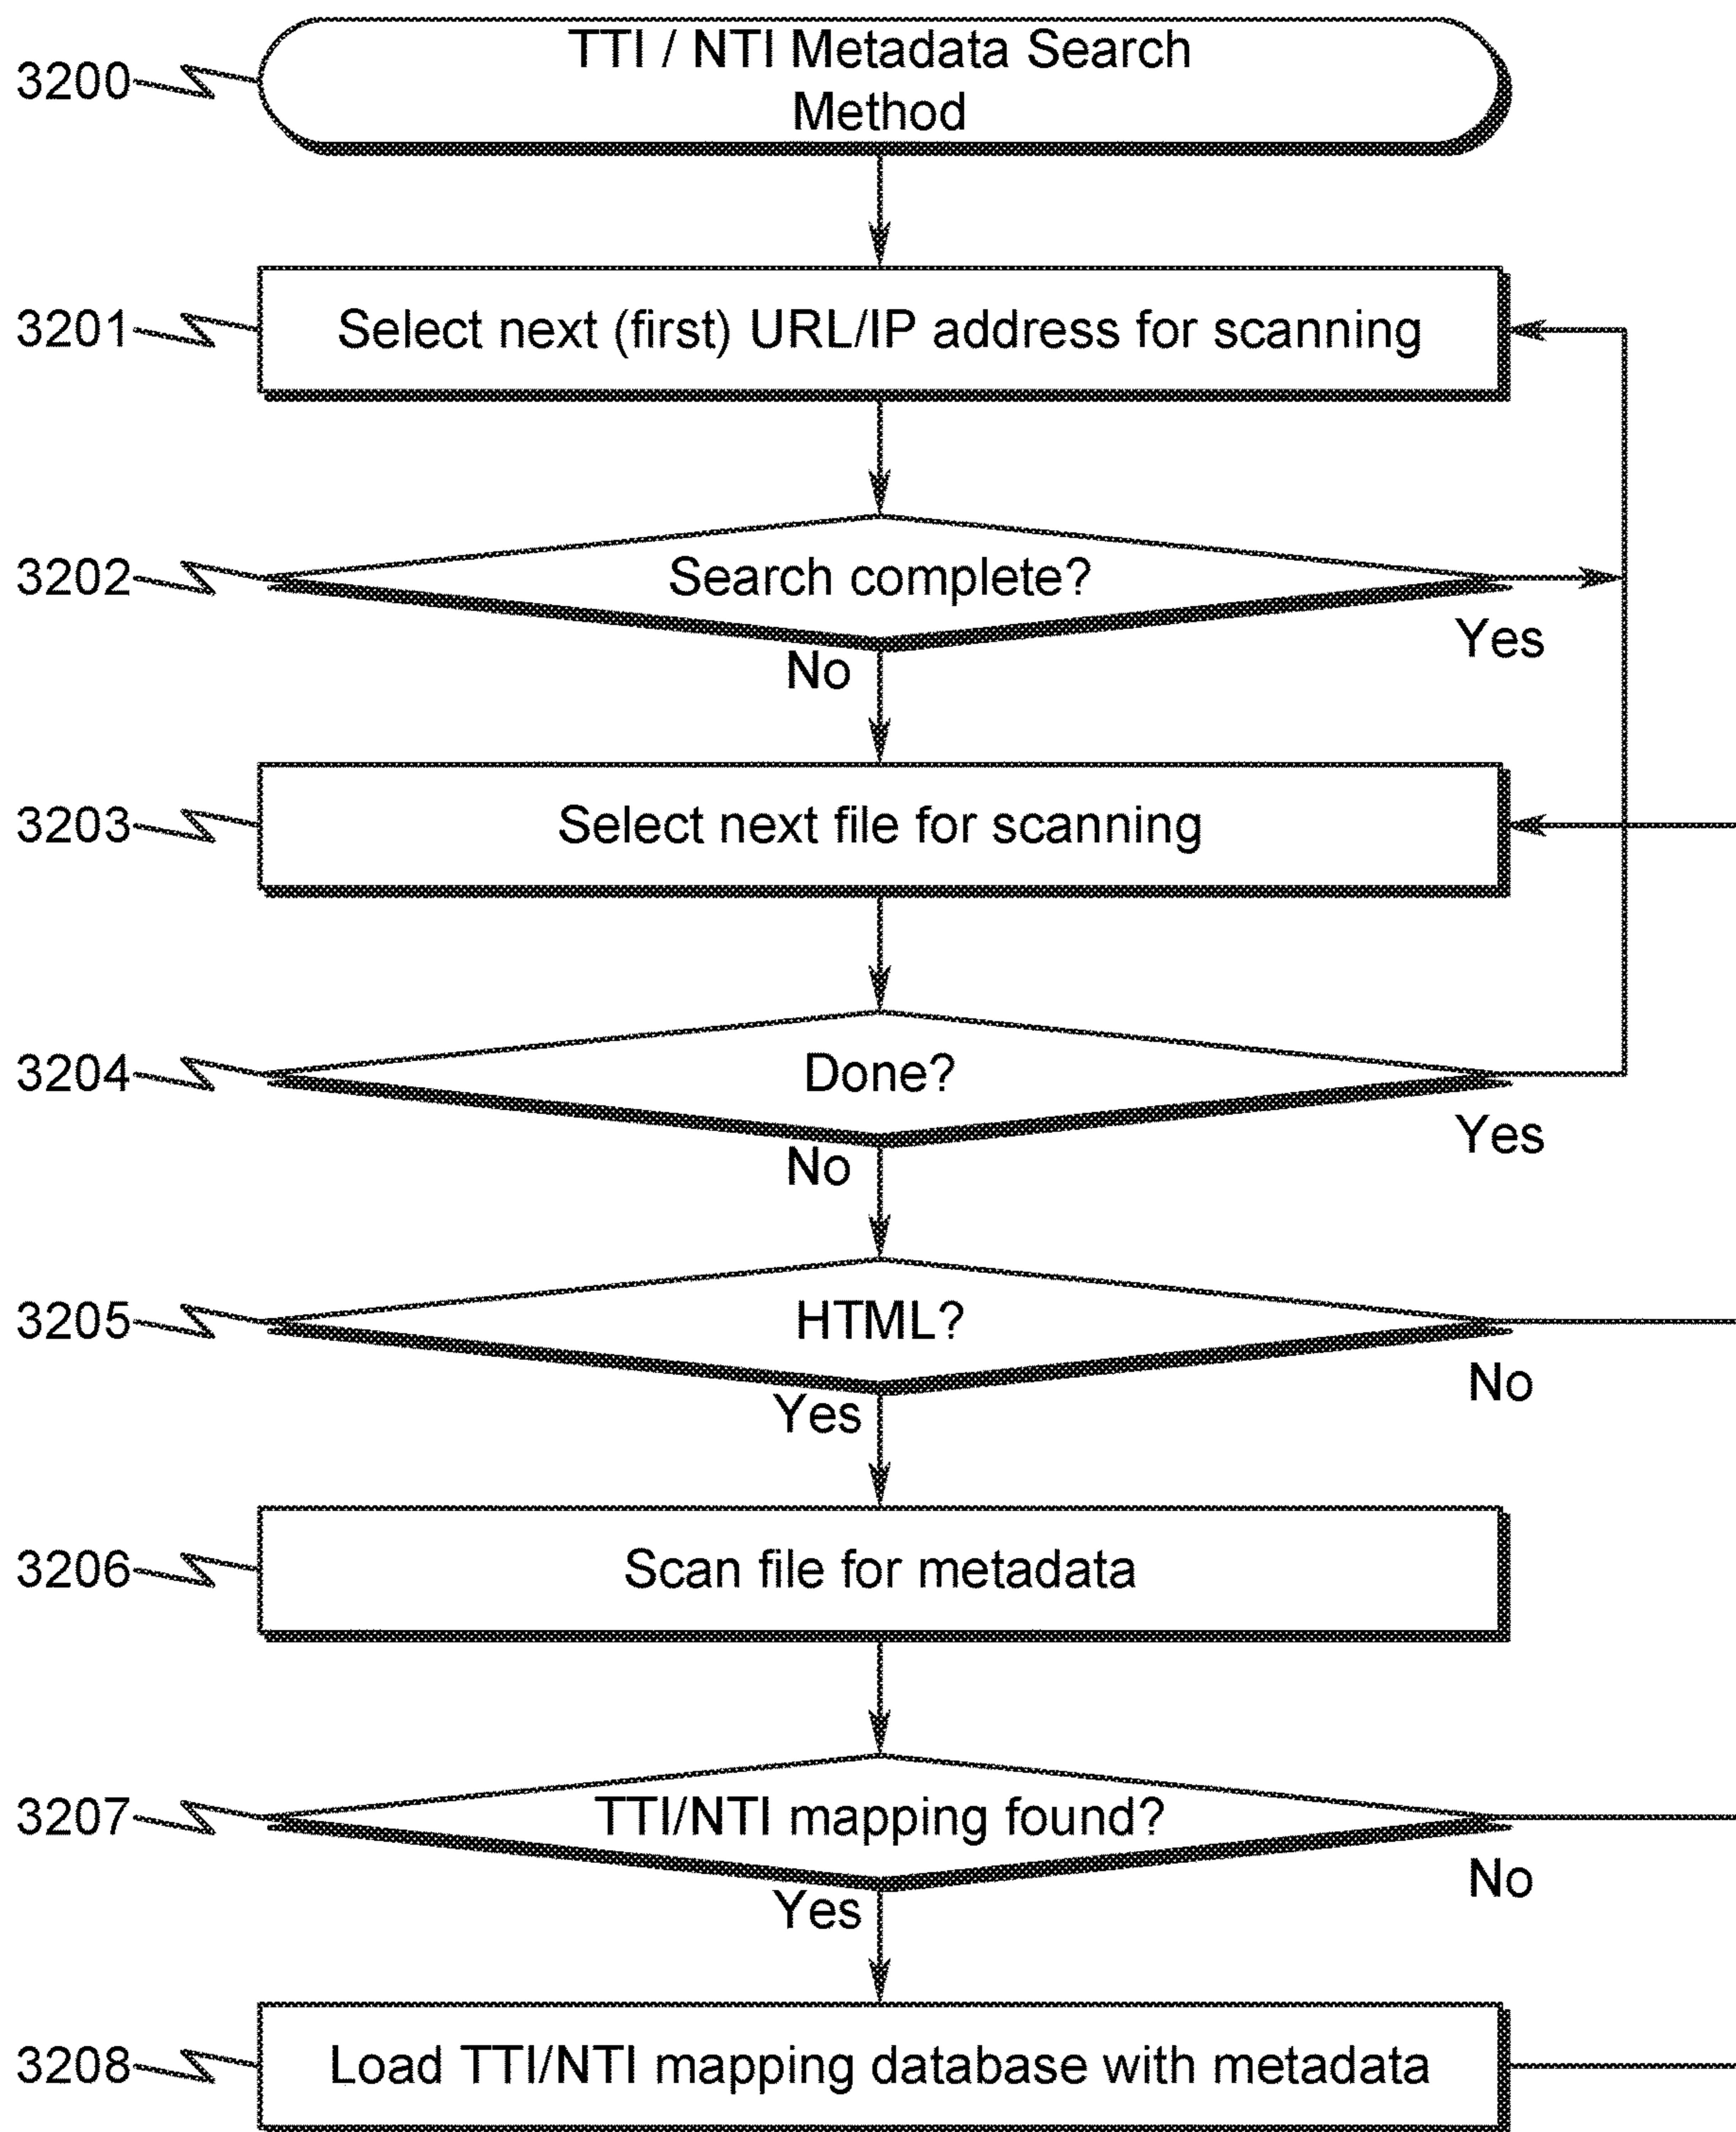 TTI / NTI Metadata Search
3200
Method
3201
Select next (first) URL/IP address for scanning
3202
Search complete?
Yes
No
3203
Select next file for scanning
3204
Done?
Yes
No
3205
HTML?
No
Yes
3206
Scan file for metadata
3207
TTI/NTI mapping found?
No
Yes
3208
Load TTI/NTI mapping database with metadata